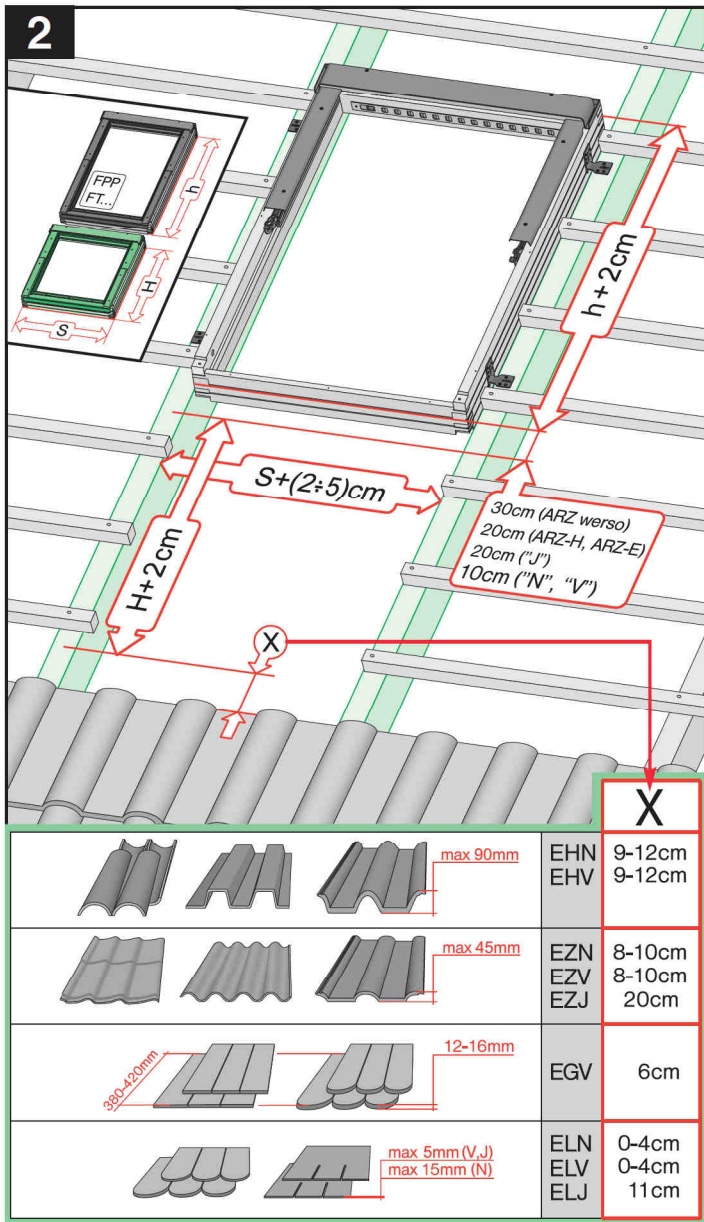 2
FPP
FT...
h
H
S
h+2cm
S+(2÷5)cm
H+2cm
30cm (ARZ werso)
20cm (ARZ-H, ARZ-E)
20cm ("J")
10cm ("N", "V")
X
X
max 90mm
EHN 9-12cm
EHV 9-12cm
max 45mm
EZN 8-10cm
EZV 8-10cm
EZJ 20cm
380-420mm
12-16mm
EGV 6cm
max 5mm (V,J)
max 15mm (N)
ELN 0-4cm
ELV 0-4cm
ELJ 11cm